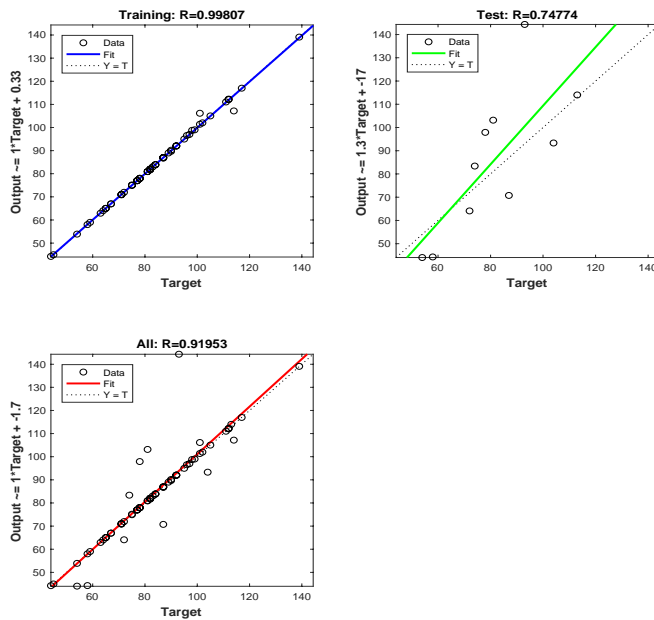 Training: R=0.99807
Data
Fit
Y = T
Output ~= 1*Target + 0.33
140
130
120
110
100
90
80
70
60
50
60 80 100 120 140
Target
Test: R=0.74774
Data
Fit
Y = T
Output ~= 1.3*Target + -17
140
130
120
110
100
90
80
70
60
50
60 80 100 120 140
Target
All: R=0.91953
Data
Fit
Y = T
Output ~= 1*Target + -1.7
140
130
120
110
100
90
80
70
60
50
60 80 100 120 140
Target